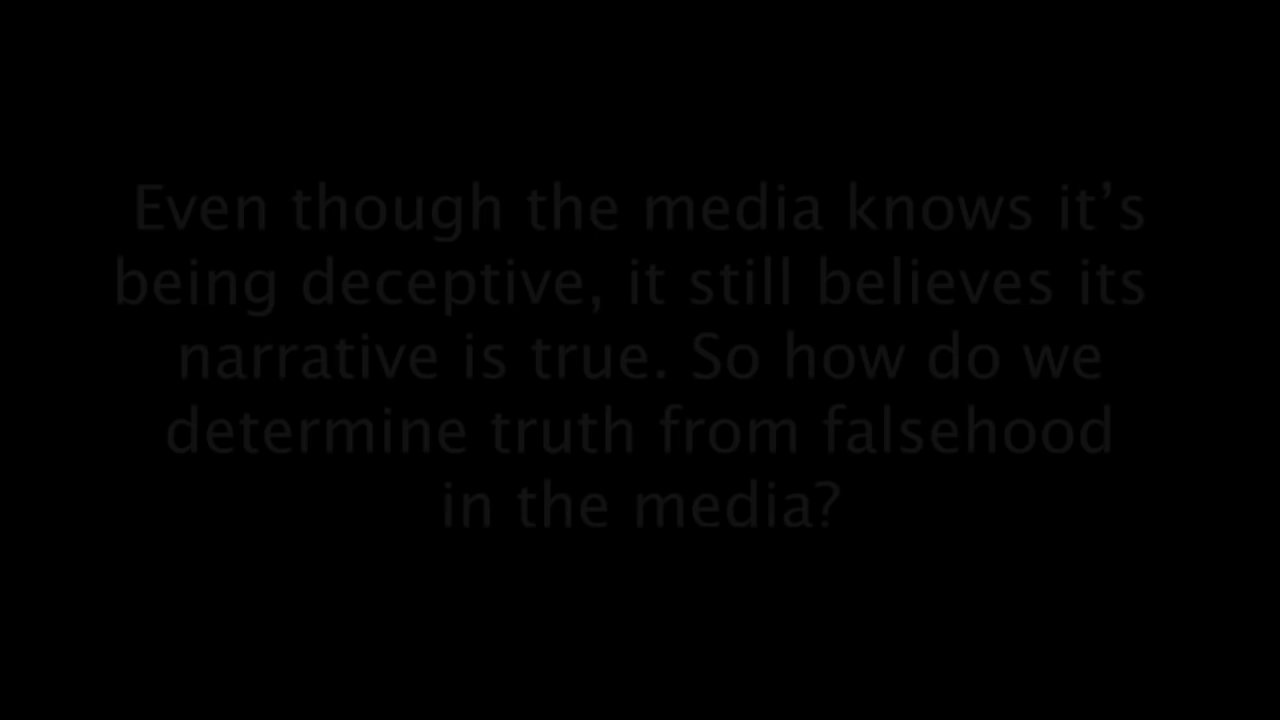 Even though the media knows it’s
being deceptive, it still believes its
narrative is true. So how do we
determine truth from falsehood
in the media?